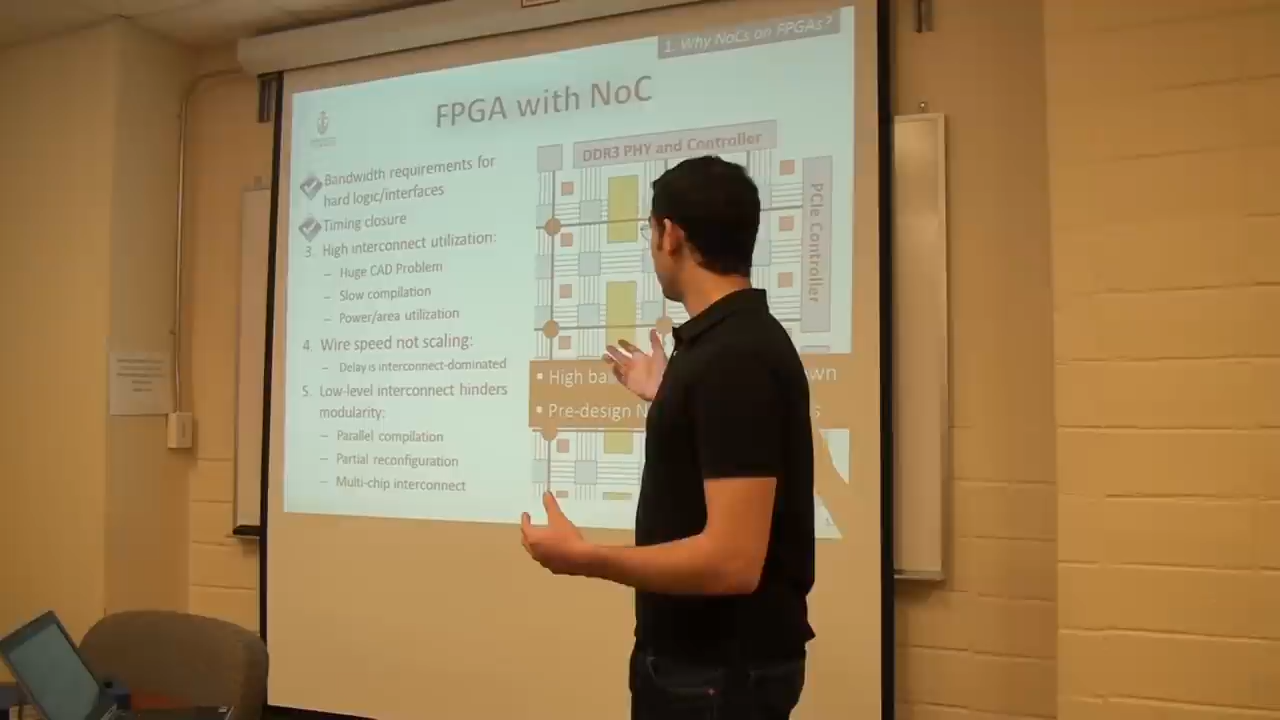 1. Why NoCs on FPGAs?
FPGA with NoC
Bandwidth requirements for
hard logic/interfaces
Timing closure
3. High interconnect utilization:
– Huge CAD Problem
– Slow compilation
– Power/area utilization
4. Wire speed not scaling:
– Delay is interconnect-dominated
5. Low-level interconnect hinders
modularity:
– Parallel compilation
– Partial reconfiguration
– Multi-chip interconnect
DDR3 PHY and Controller
PCIe Controller
▪ High
▪ Pre-design